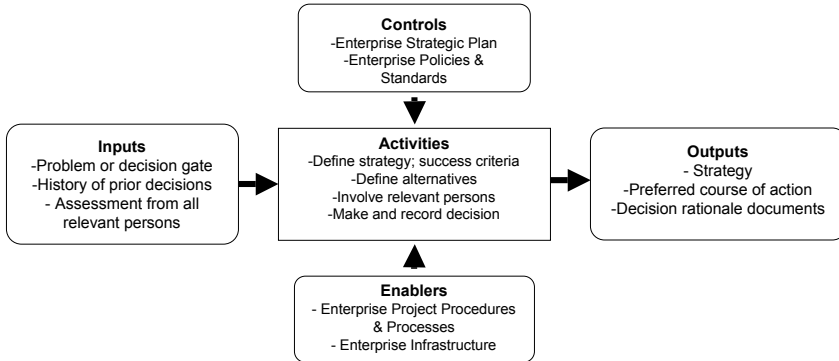 Controls
-Enterprise Strategic Plan
-Enterprise Policies &
Standards
Inputs
-Problem or decision gate
-History of prior decisions
- Assessment from all
relevant persons
Activities
-Define strategy; success criteria
-Define alternatives
-Involve relevant persons
-Make and record decision
Outputs
- Strategy
-Preferred course of action
-Decision rationale documents
Enablers
- Enterprise Project Procedures
& Processes
- Enterprise Infrastructure